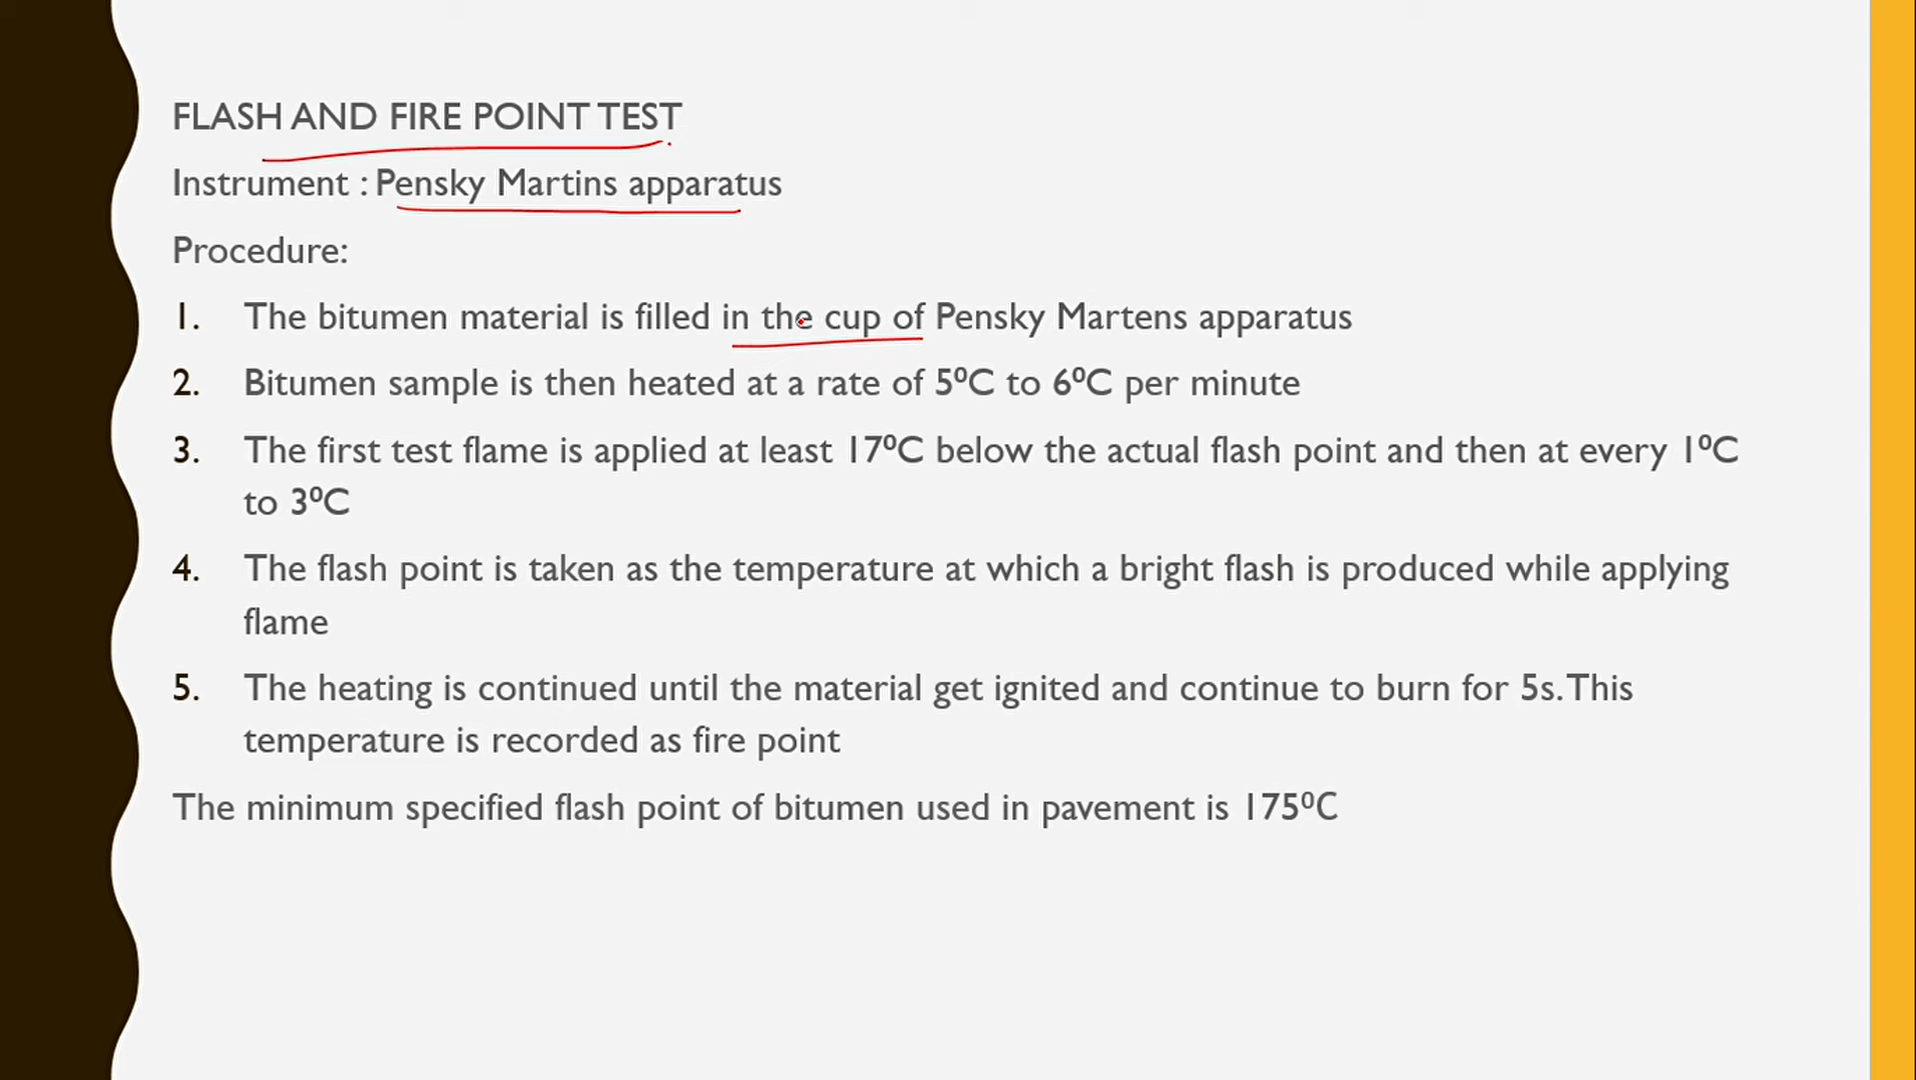 FLASH AND FIRE POINT TEST
Instrument : Pensky Martins apparatus
Procedure:
1. The bitumen material is filled in the cup of Pensky Martens apparatus
2. Bitumen sample is then heated at a rate of 5⁰C to 6⁰C per minute
3. The first test flame is applied at least 17⁰C below the actual flash point and then at every 1⁰C
to 3⁰C
4. The flash point is taken as the temperature at which a bright flash is produced while applying
flame
5. The heating is continued until the material get ignited and continue to burn for 5s. This
temperature is recorded as fire point
The minimum specified flash point of bitumen used in pavement is 175⁰C